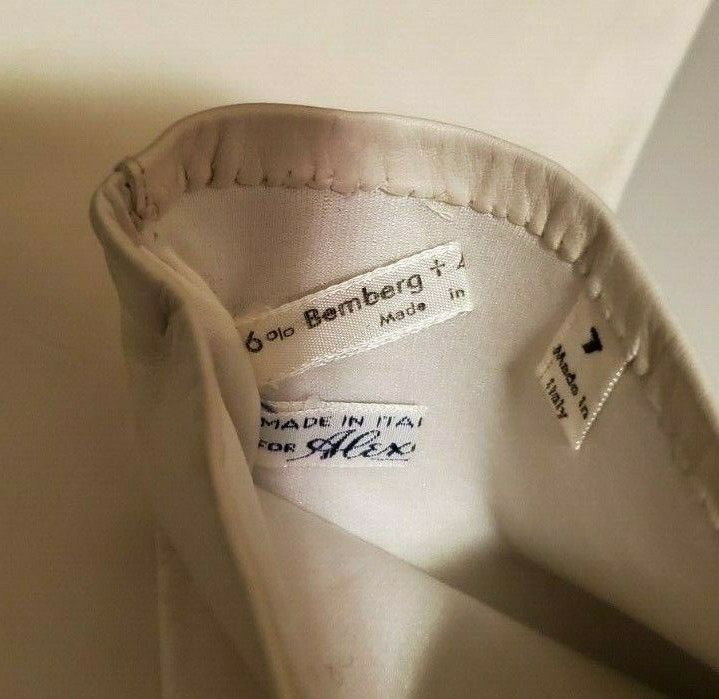 6% Bemberg +
Made in
MADE IN ITAI
FOR Alex
7
Made in
Italy